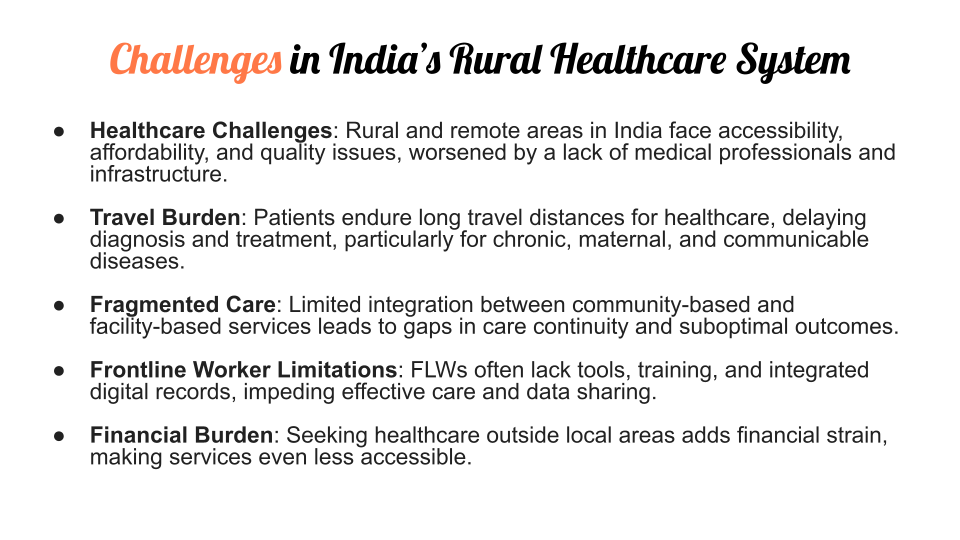 Challenges in India's Rural Healthcare System
● Healthcare Challenges: Rural and remote areas in India face accessibility,
affordability, and quality issues, worsened by a lack of medical professionals and
infrastructure.
● Travel Burden: Patients endure long travel distances for healthcare, delaying
diagnosis and treatment, particularly for chronic, maternal, and communicable
diseases.
● Fragmented Care: Limited integration between community-based and
facility-based services leads to gaps in care continuity and suboptimal outcomes.
● Frontline Worker Limitations: FLWs often lack tools, training, and integrated
digital records, impeding effective care and data sharing.
● Financial Burden: Seeking healthcare outside local areas adds financial strain,
making services even less accessible.